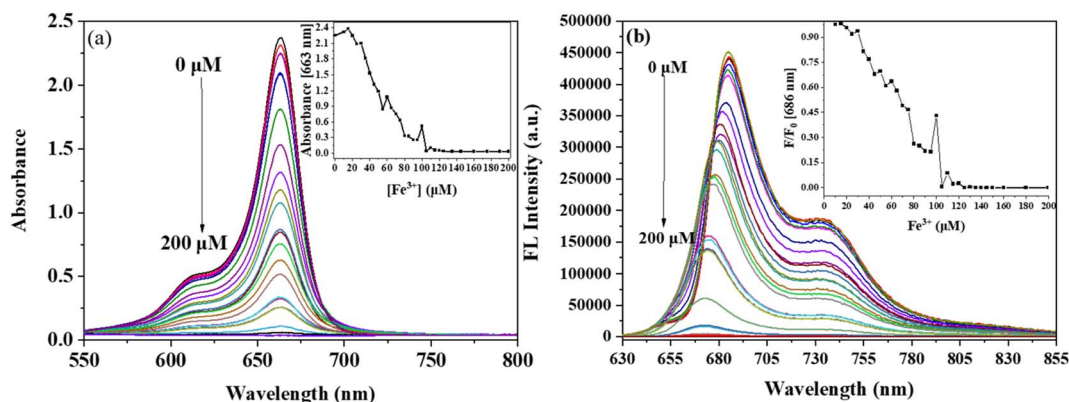 (a)
0 µM
200 µM
Absorbance
2.5
2.0
1.5
1.0
0.5
0.0
550 600 650 700 750 800
Wavelength (nm)
Absorbance [663 nm]
2.4
2.1
1.8
1.5
1.2
0.9
0.6
0.3
0.0
0 20 40 60 80 100 120 140 160 180 200
[Fe³⁺] (µM)
(b)
0 µM
200 µM
FL Intensity (a.u.)
500000
450000
400000
350000
300000
250000
200000
150000
100000
50000
0
630 655 680 705 730 755 780 805 830 855
Wavelength (nm)
F/F₀ [686 nm]
0.90
0.75
0.60
0.45
0.30
0.15
0.00
0 20 40 60 80 100 120 140 160 180 200
Fe³⁺ (µM)